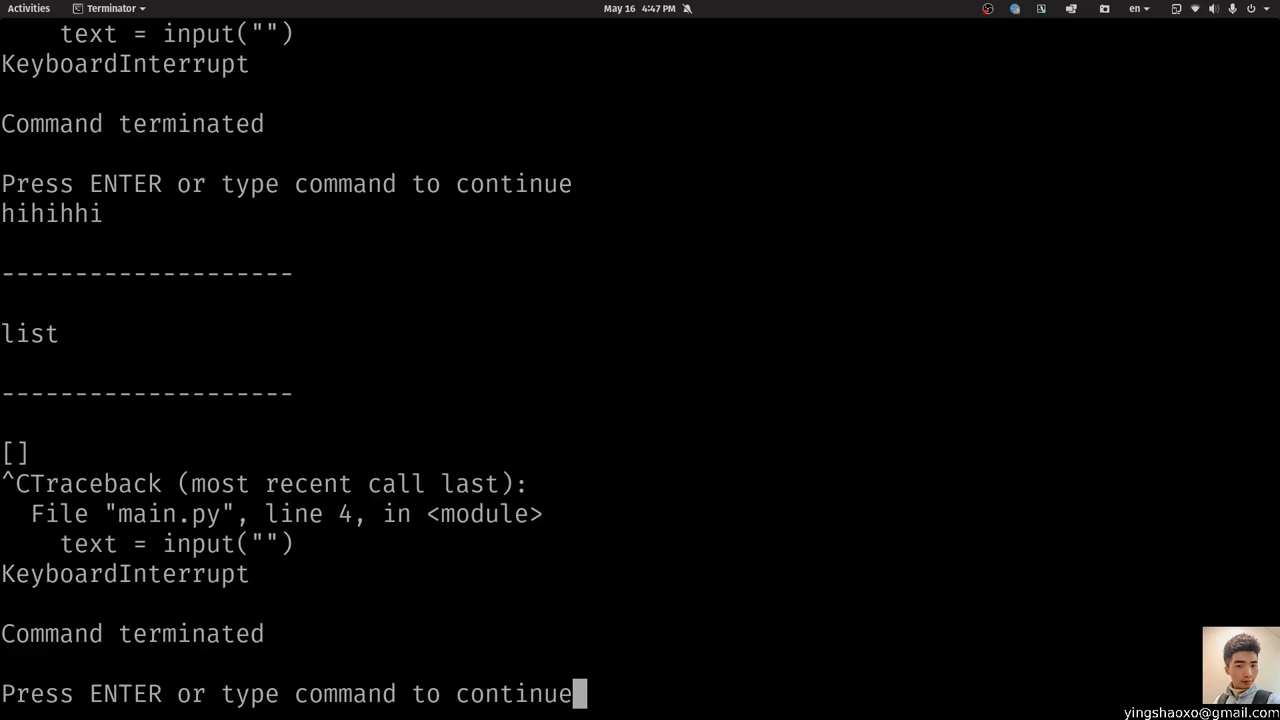 Activities
Terminator
May 16 4:47 PM
en
text = input("")
KeyboardInterrupt
Command terminated
Press ENTER or type command to continue
hihihhi
--------------------
list
--------------------
[]
^CTraceback (most recent call last):
File "main.py", line 4, in <module>
text = input("")
KeyboardInterrupt
Command terminated
Press ENTER or type command to continue
yingshaoxo@gmail.com